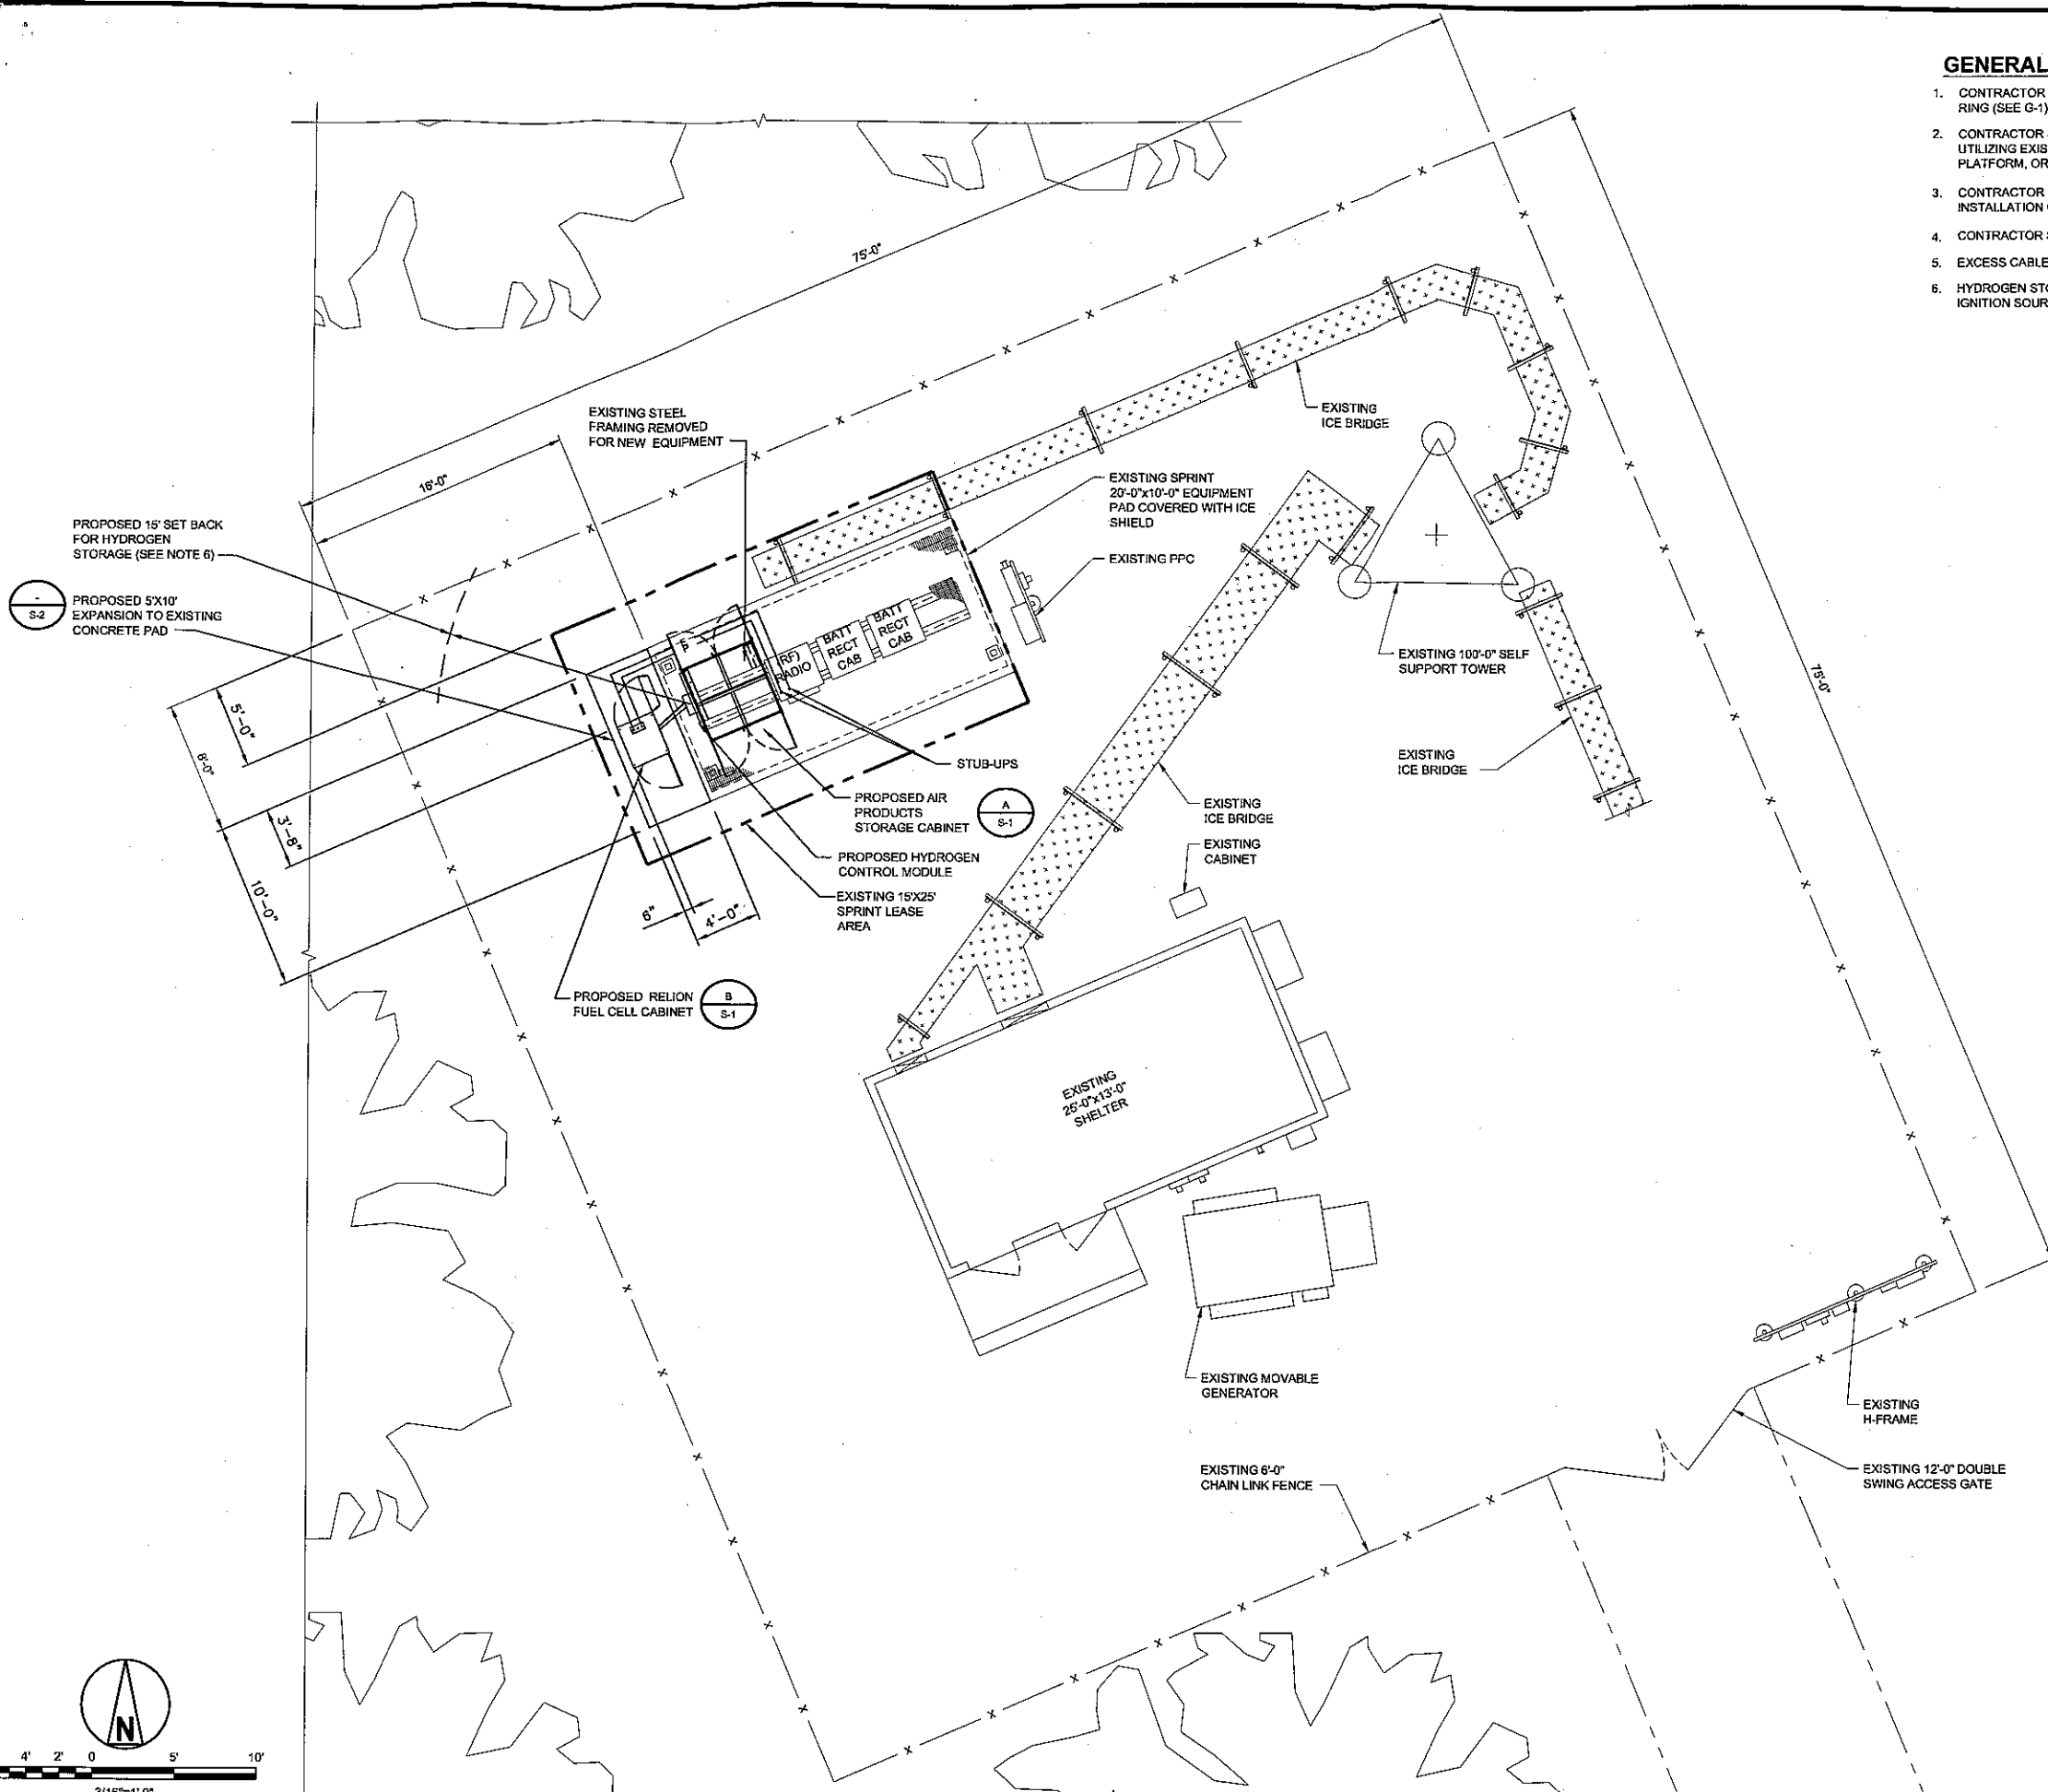 GENERAL
1. CONTRACTOR
RING (SEE G-1)
2. CONTRACTOR
UTILIZING EXIS
PLATFORM, OR
3. CONTRACTOR
INSTALLATION
4. CONTRACTOR
5. EXCESS CABLE
6. HYDROGEN STO
IGNITION SOUR
75'-0"
16'-0"
EXISTING STEEL
FRAMING REMOVED
FOR NEW EQUIPMENT
EXISTING
ICE BRIDGE
EXISTING SPRINT
20'-0"x10'-0" EQUIPMENT
PAD COVERED WITH ICE
SHIELD
EXISTING PPC
PROPOSED 15' SET BACK
FOR HYDROGEN
STORAGE (SEE NOTE 6)
-
S-2
PROPOSED 5'X10'
EXPANSION TO EXISTING
CONCRETE PAD
(RF)
RADIO
BATT
RECT
CAB
BATT
RECT
CAB
EXISTING 100'-0" SELF
SUPPORT TOWER
75'-0"
5'-0"
8'-0"
3'-8"
10'-0"
6"
4'-0"
STUB-UPS
EXISTING
ICE BRIDGE
PROPOSED AIR
PRODUCTS
STORAGE CABINET
A
S-1
EXISTING
ICE BRIDGE
EXISTING
CABINET
PROPOSED HYDROGEN
CONTROL MODULE
EXISTING 15'X25'
SPRINT LEASE
AREA
PROPOSED RELION
FUEL CELL CABINET
B
S-1
EXISTING
25'-0"x13'-0"
SHELTER
EXISTING MOVABLE
GENERATOR
EXISTING
H-FRAME
EXISTING 6'-0"
CHAIN LINK FENCE
EXISTING 12'-0" DOUBLE
SWING ACCESS GATE
N
4' 2' 0 5' 10'
3/16"=1'-0"